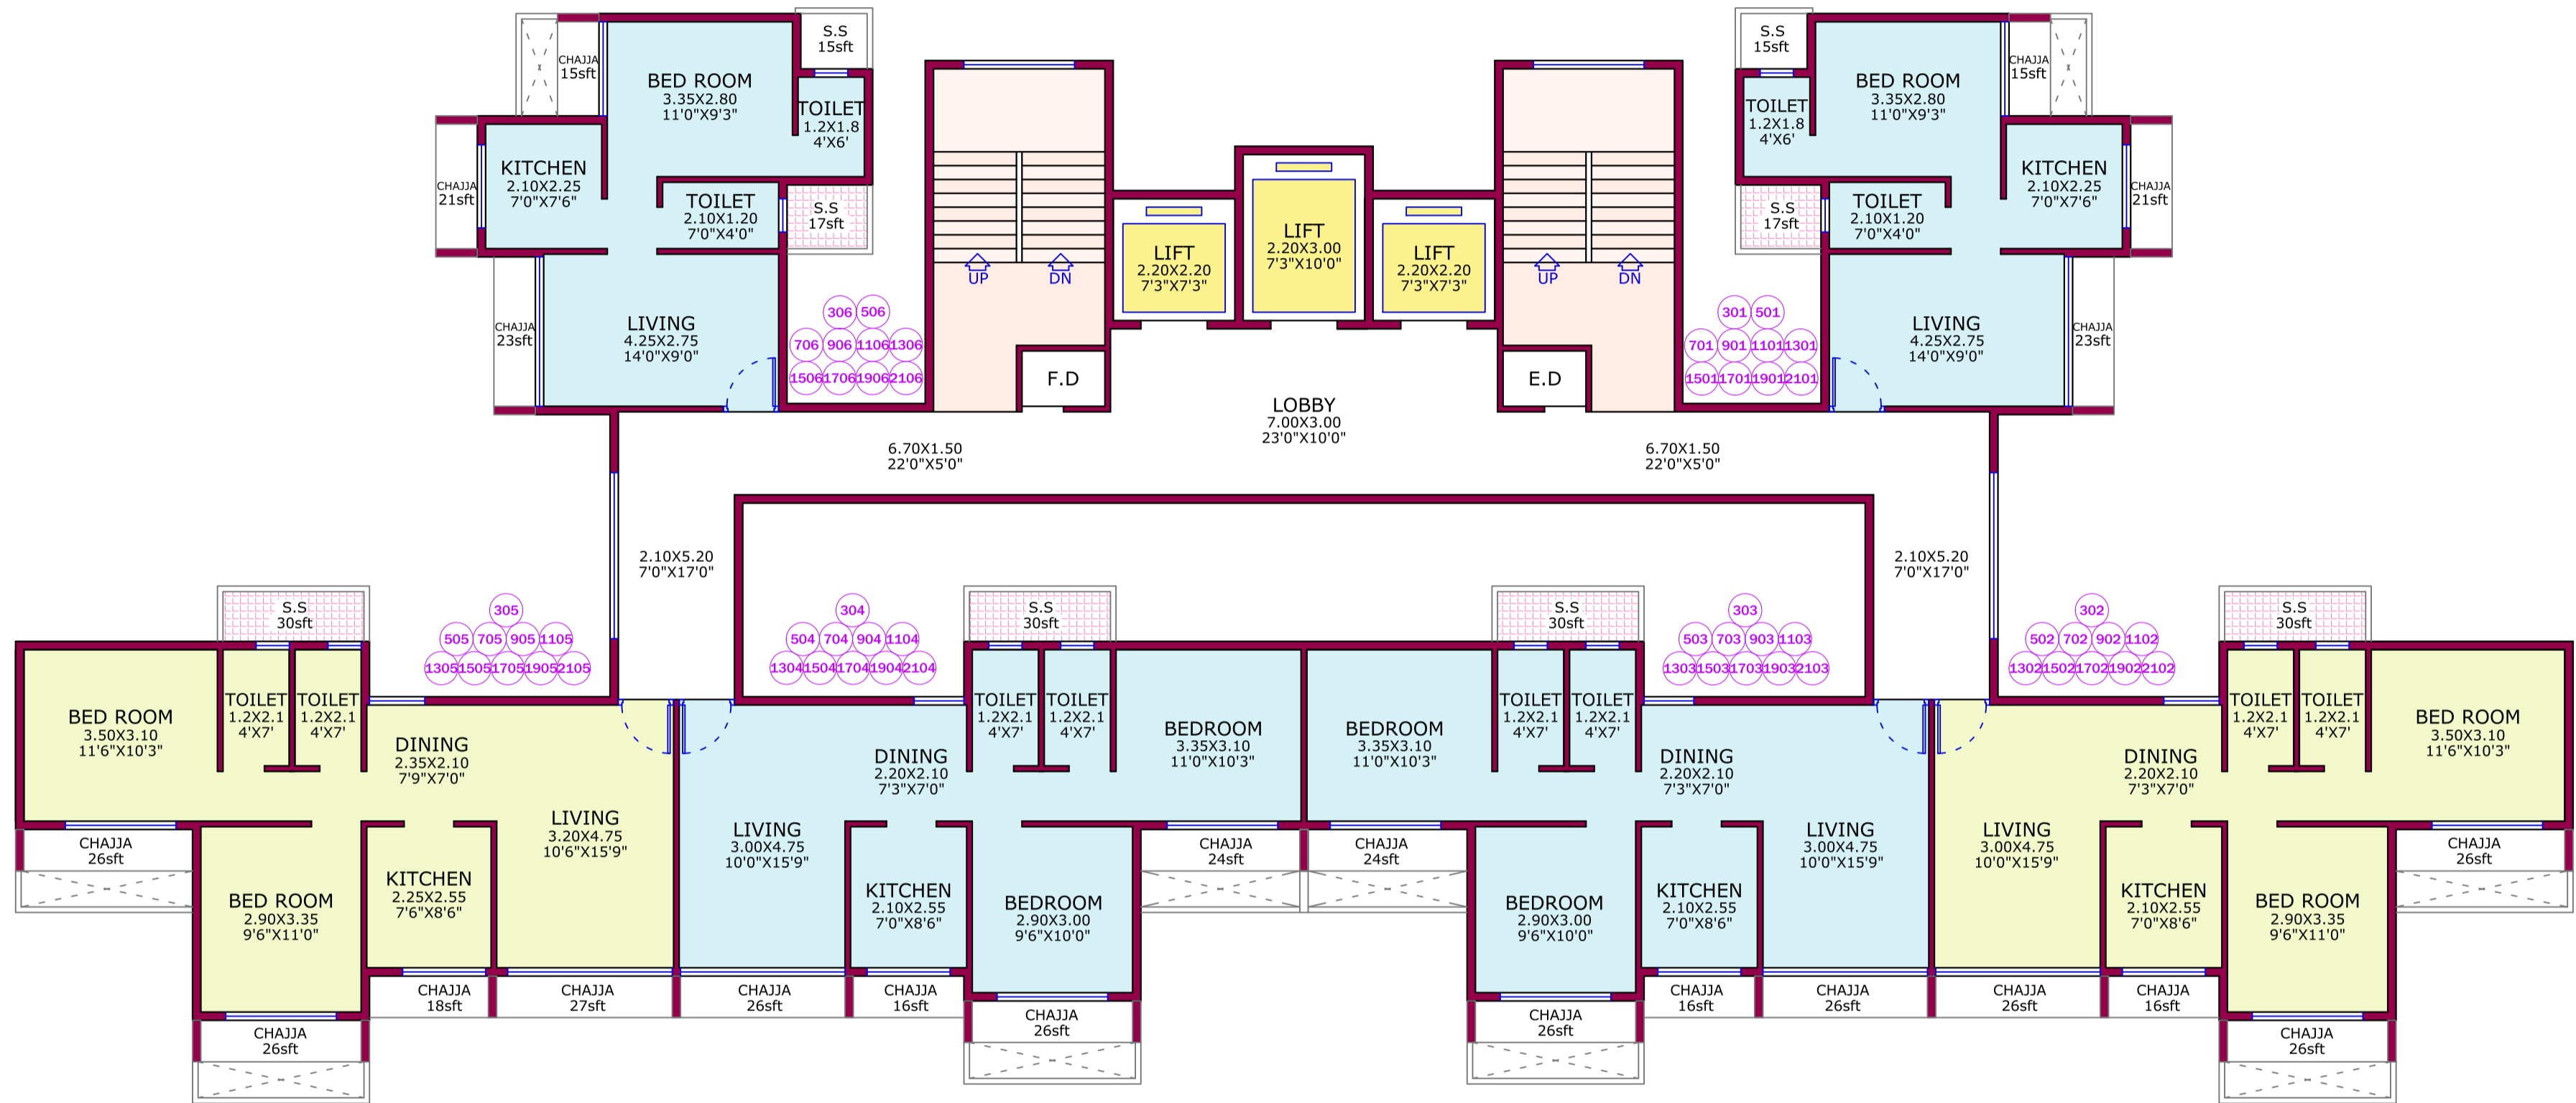 S.S
15sft
CHAJJA
15sft
BED ROOM
3.35X2.80
11'0"X9'3"
TOILET
1.2X1.8
4'X6'
KITCHEN
2.10X2.25
7'0"X7'6"
CHAJJA
21sft
TOILET
2.10X1.20
7'0"X4'0"
S.S
17sft
LIVING
4.25X2.75
14'0"X9'0"
CHAJJA
23sft
306 506
706 906 1106 1306
1506 1706 1906 2106
UP DN
F.D
LIFT
2.20X2.20
7'3"X7'3"
LIFT
2.20X3.00
7'3"X10'0"
LIFT
2.20X2.20
7'3"X7'3"
UP DN
E.D
LOBBY
7.00X3.00
23'0"X10'0"
S.S
15sft
BED ROOM
3.35X2.80
11'0"X9'3"
CHAJJA
15sft
TOILET
1.2X1.8
4'X6'
KITCHEN
2.10X2.25
7'0"X7'6"
CHAJJA
21sft
S.S
17sft
TOILET
2.10X1.20
7'0"X4'0"
LIVING
4.25X2.75
14'0"X9'0"
CHAJJA
23sft
301 501
701 901 1101 1301
1501 1701 1901 2101
6.70X1.50
22'0"X5'0"
6.70X1.50
22'0"X5'0"
2.10X5.20
7'0"X17'0"
2.10X5.20
7'0"X17'0"
S.S
30sft
305
505 705 905 1105
1305 1505 1705 1905 2105
BED ROOM
3.50X3.10
11'6"X10'3"
TOILET
1.2X2.1
4'X7'
TOILET
1.2X2.1
4'X7'
DINING
2.35X2.10
7'9"X7'0"
LIVING
3.20X4.75
10'6"X15'9"
CHAJJA
26sft
BED ROOM
2.90X3.35
9'6"X11'0"
KITCHEN
2.25X2.55
7'6"X8'6"
CHAJJA
18sft
CHAJJA
27sft
CHAJJA
26sft
304
504 704 904 1104
1304 1504 1704 1904 2104
S.S
30sft
TOILET
1.2X2.1
4'X7'
TOILET
1.2X2.1
4'X7'
BEDROOM
3.35X3.10
11'0"X10'3"
DINING
2.20X2.10
7'3"X7'0"
LIVING
3.00X4.75
10'0"X15'9"
KITCHEN
2.10X2.55
7'0"X8'6"
BEDROOM
2.90X3.00
9'6"X10'0"
CHAJJA
24sft
CHAJJA
26sft
CHAJJA
16sft
CHAJJA
26sft
S.S
30sft
303
503 703 903 1103
1303 1503 1703 1903 2103
BEDROOM
3.35X3.10
11'0"X10'3"
TOILET
1.2X2.1
4'X7'
TOILET
1.2X2.1
4'X7'
DINING
2.20X2.10
7'3"X7'0"
CHAJJA
24sft
BEDROOM
2.90X3.00
9'6"X10'0"
KITCHEN
2.10X2.55
7'0"X8'6"
LIVING
3.00X4.75
10'0"X15'9"
CHAJJA
26sft
CHAJJA
16sft
CHAJJA
26sft
302
502 702 902 1102
1302 1502 1702 1902 2102
S.S
30sft
TOILET
1.2X2.1
4'X7'
TOILET
1.2X2.1
4'X7'
BED ROOM
3.50X3.10
11'6"X10'3"
DINING
2.20X2.10
7'3"X7'0"
LIVING
3.00X4.75
10'0"X15'9"
KITCHEN
2.10X2.55
7'0"X8'6"
BED ROOM
2.90X3.35
9'6"X11'0"
CHAJJA
26sft
CHAJJA
26sft
CHAJJA
16sft
CHAJJA
26sft